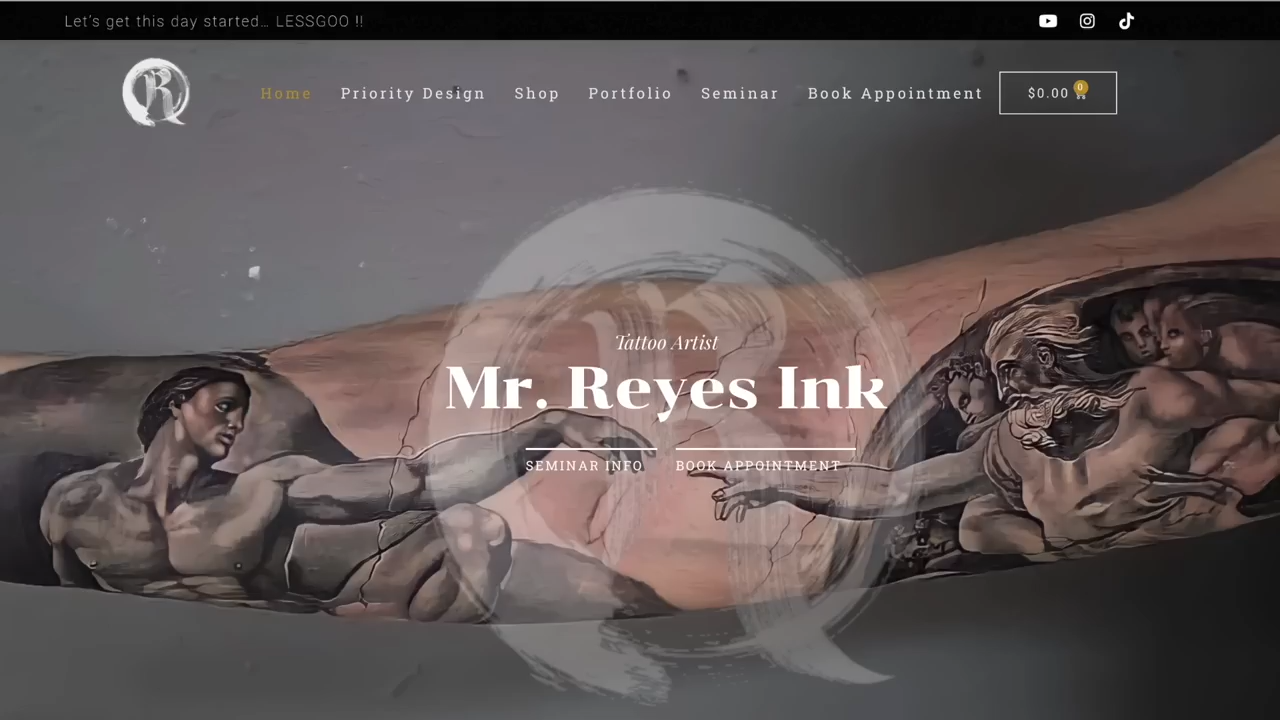 Let's get this day started… LESSGOO !!
R
Home Priority Design Shop Portfolio Seminar Book Appointment $0.00 0
Tattoo Artist
Mr. Reyes Ink
SEMINAR INFO BOOK APPOINTMENT